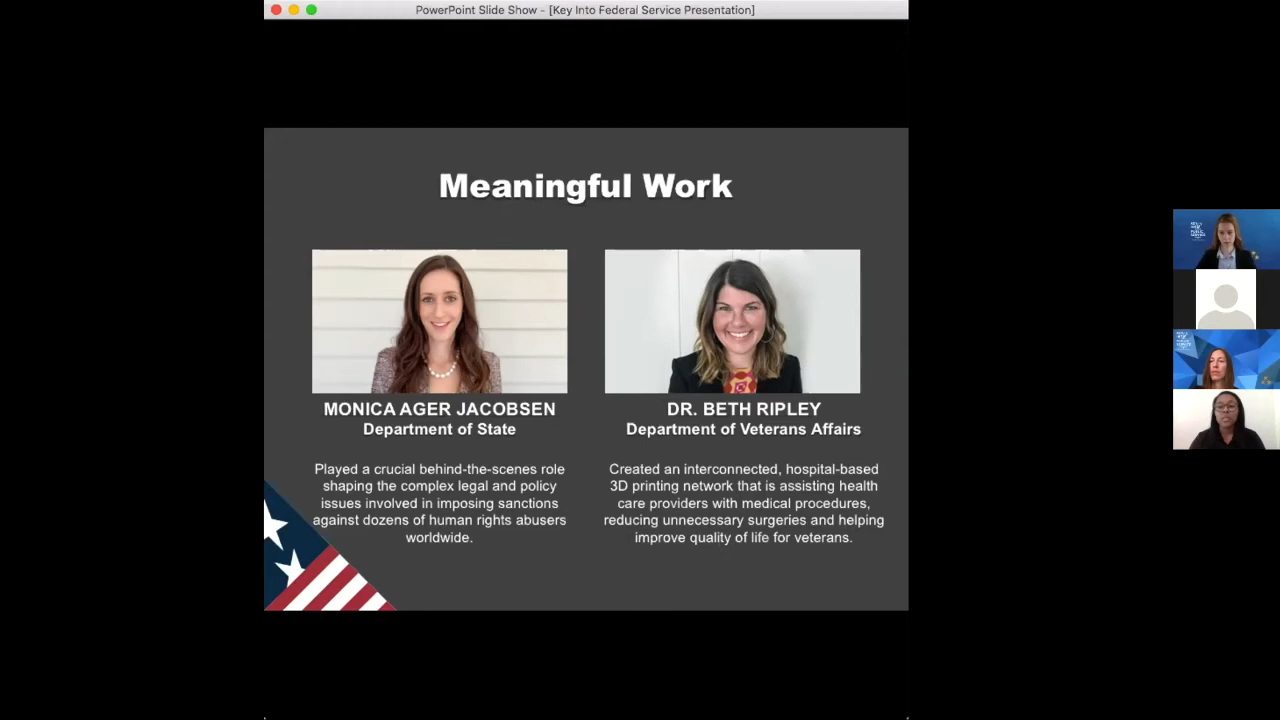 PowerPoint Slide Show - [Key Into Federal Service Presentation]
Meaningful Work
MONICA AGER JACOBSEN
Department of State
Played a crucial behind-the-scenes role
shaping the complex legal and policy
issues involved in imposing sanctions
against dozens of human rights abusers
worldwide.
DR. BETH RIPLEY
Department of Veterans Affairs
Created an interconnected, hospital-based
3D printing network that is assisting health
care providers with medical procedures,
reducing unnecessary surgeries and helping
improve quality of life for veterans.